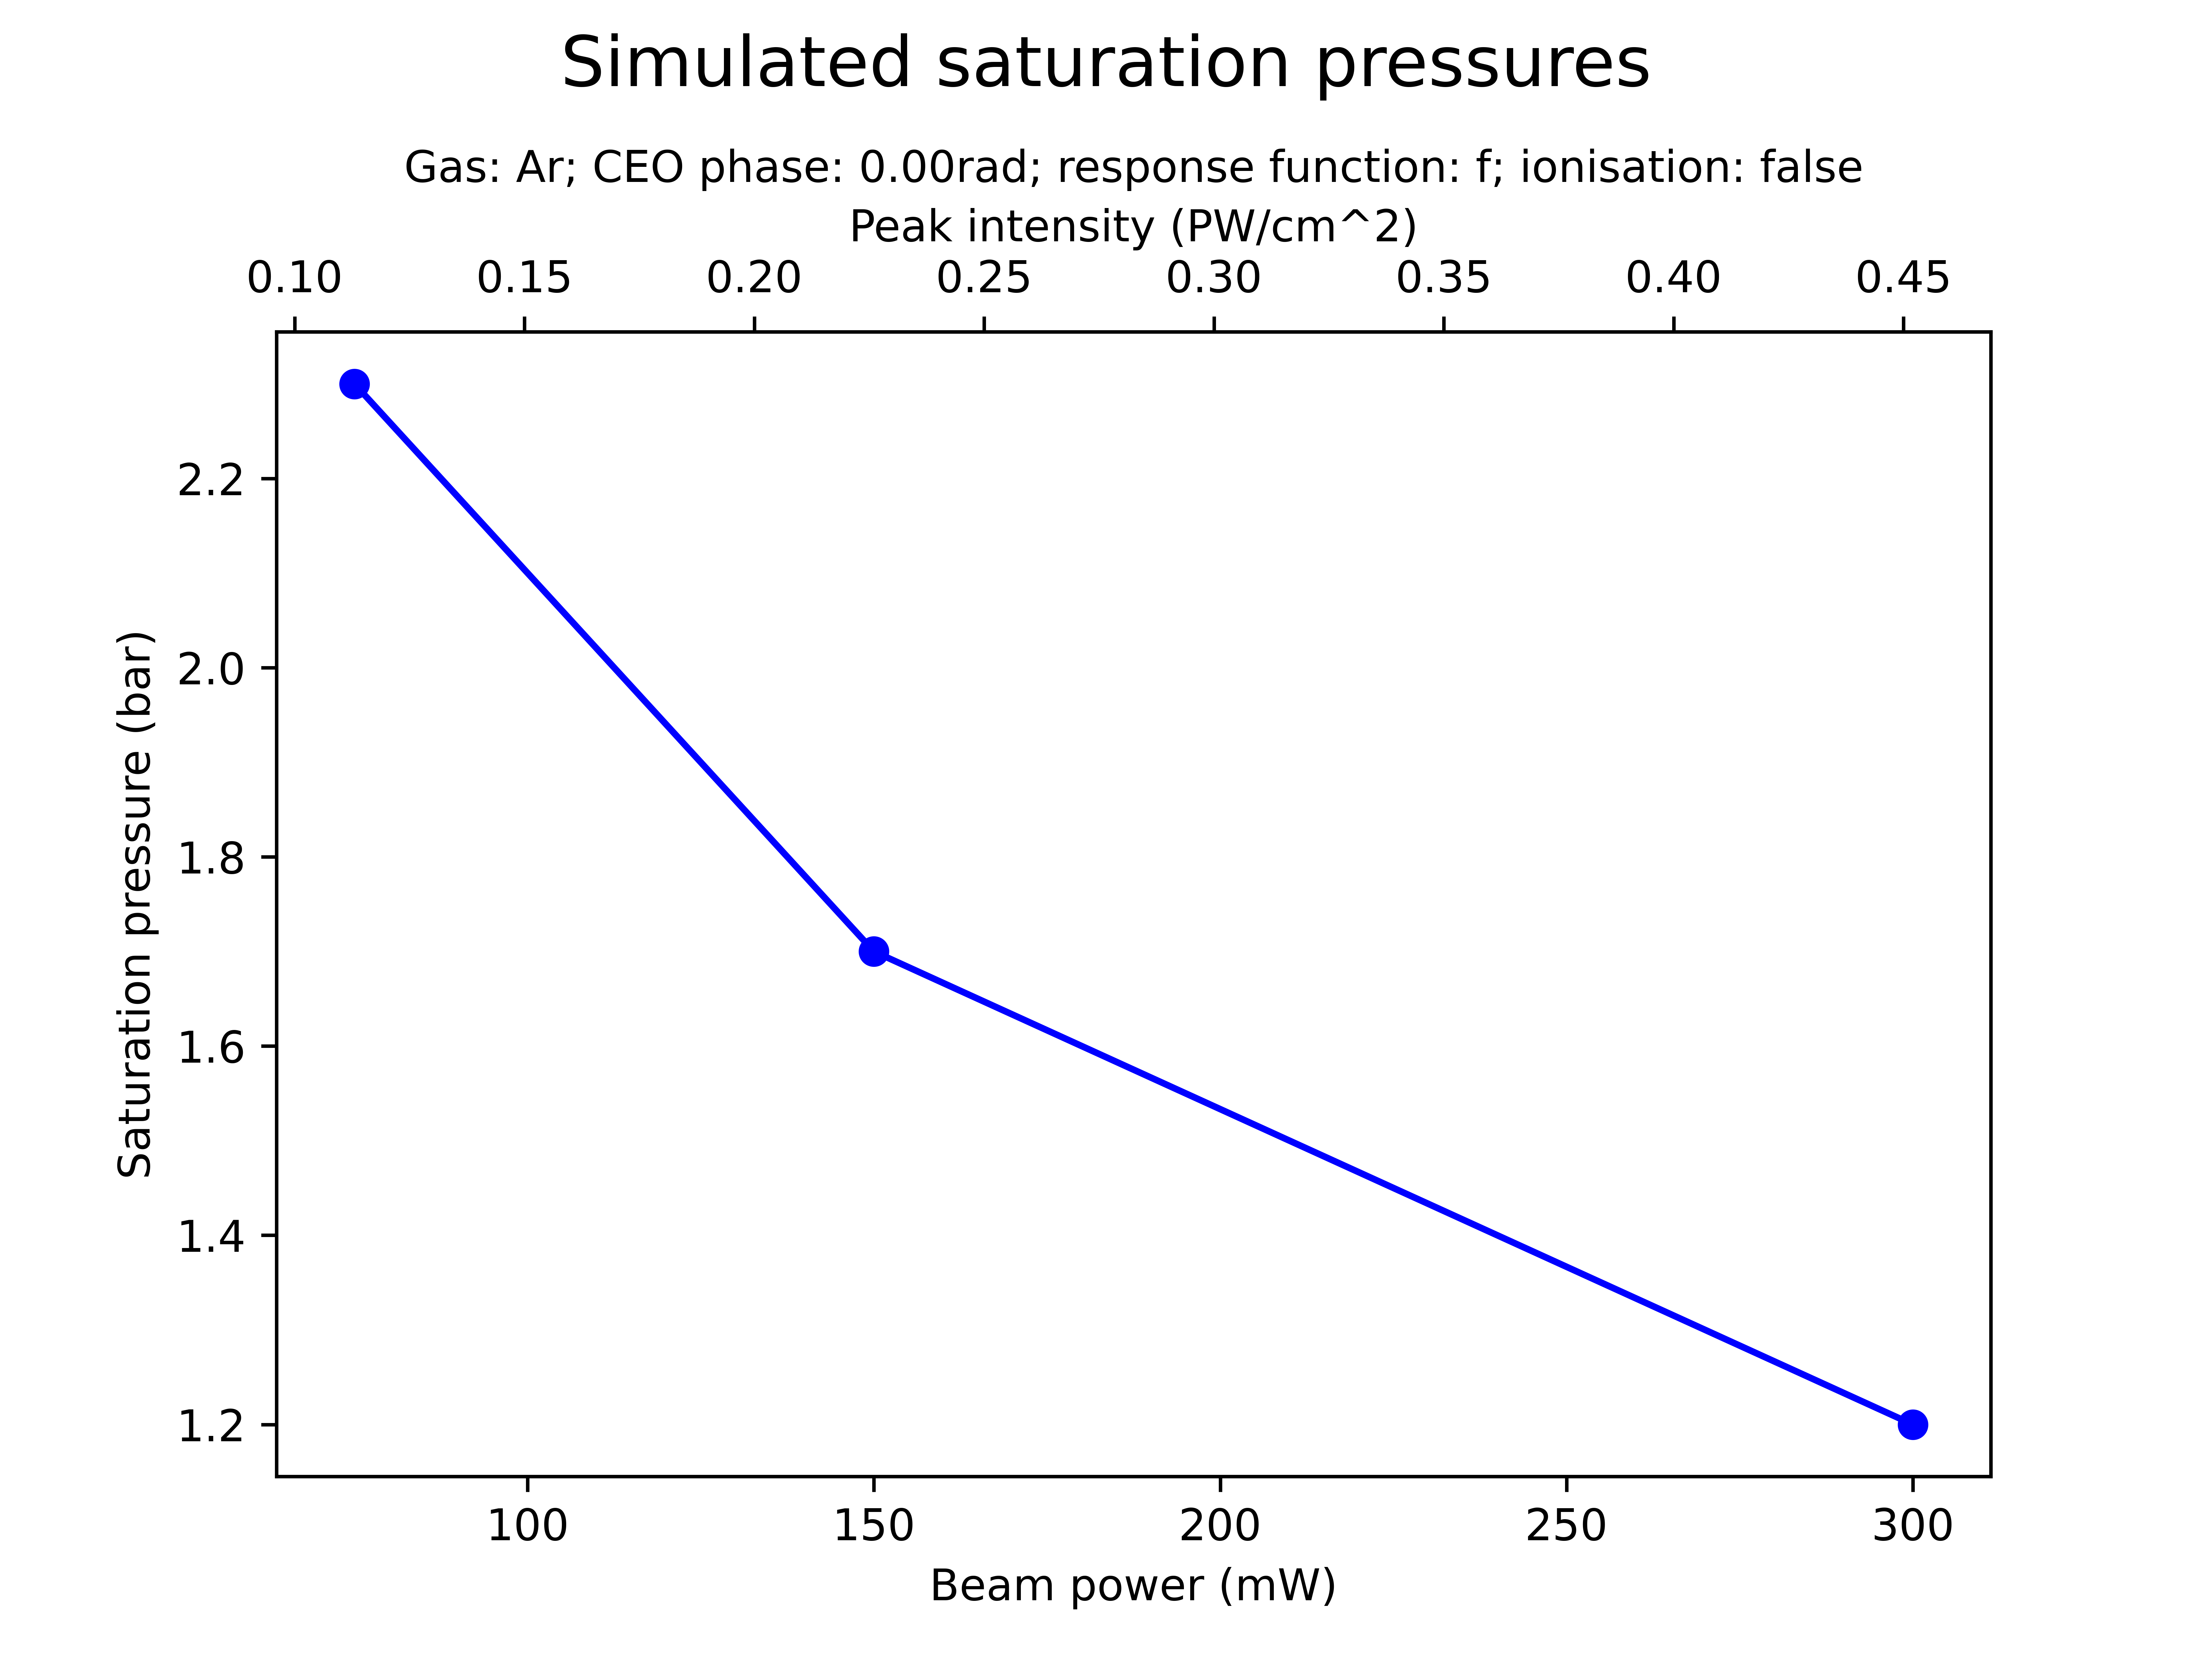 Simulated saturation pressures
Gas: Ar; CEO phase: 0.00rad; response function: f; ionisation: false
Peak intensity (PW/cm^2)
0.10 0.15 0.20 0.25 0.30 0.35 0.40 0.45
Saturation pressure (bar)
2.2
2.0
1.8
1.6
1.4
1.2
100 150 200 250 300
Beam power (mW)